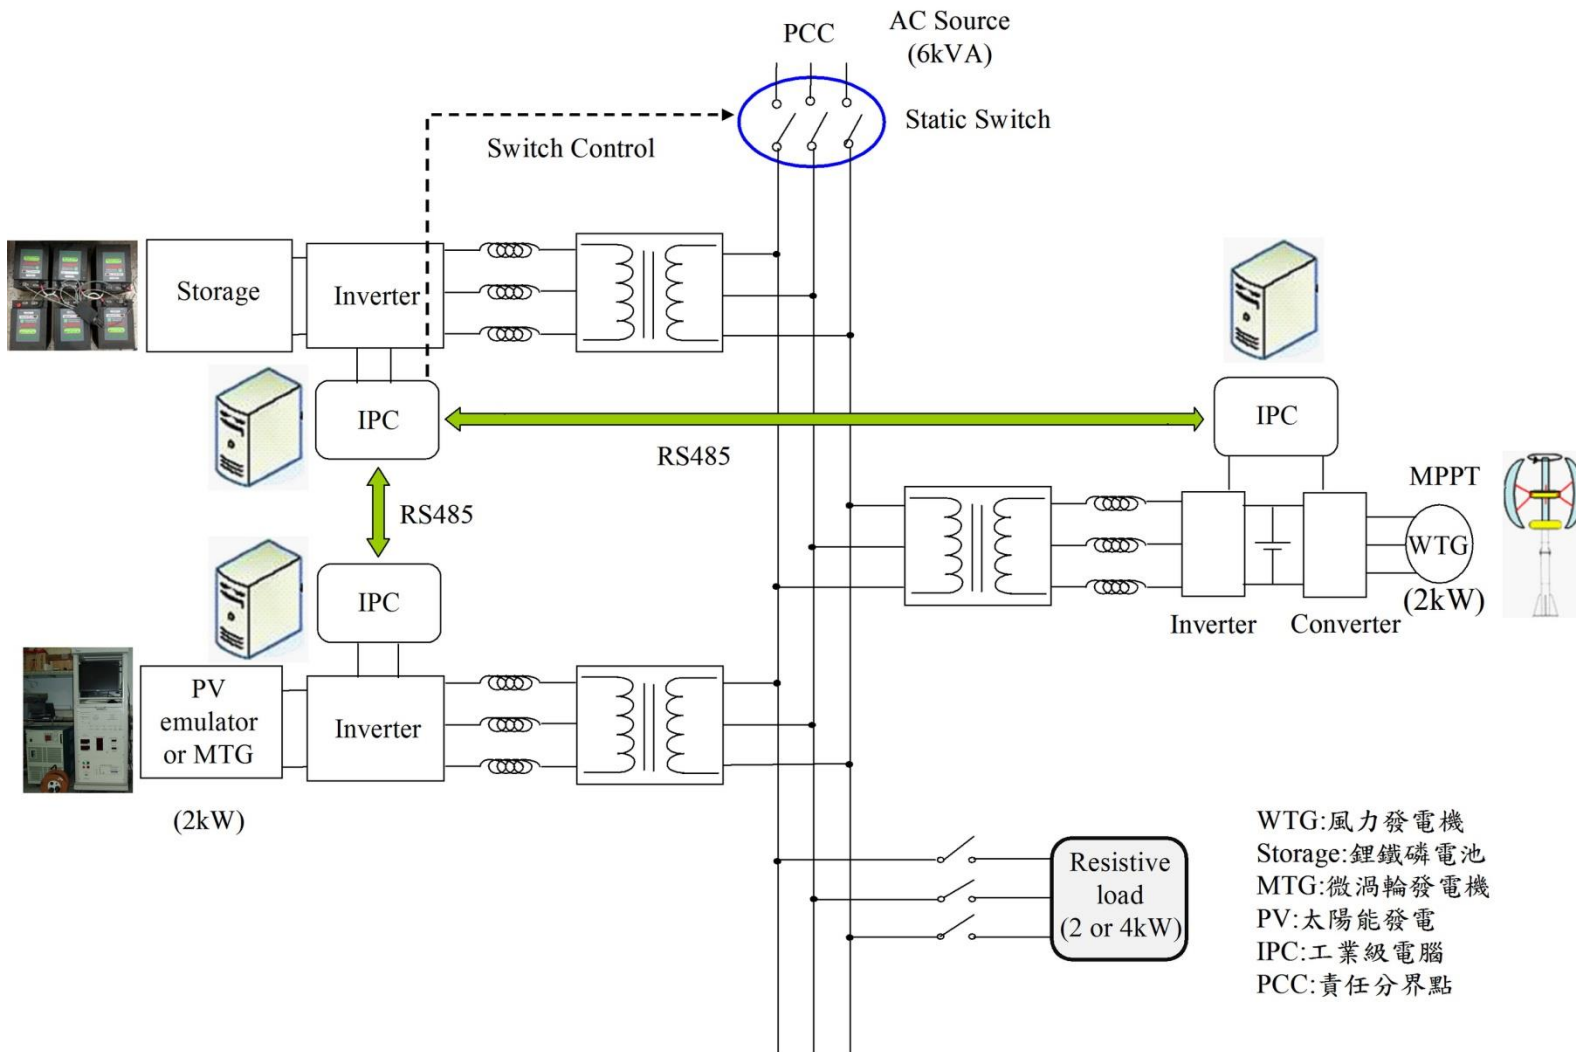 PCC
AC Source
(6kVA)
Static Switch
Switch Control
Storage
Inverter
IPC
RS485
IPC
RS485
MPPT
WTG
(2kW)
Inverter
Converter
IPC
PV
emulator
or MTG
Inverter
(2kW)
Resistive
load
(2 or 4kW)
WTG:風力發電機
Storage:鋰鐵磷電池
MTG:微渦輪發電機
PV:太陽能發電
IPC:工業級電腦
PCC:責任分界點